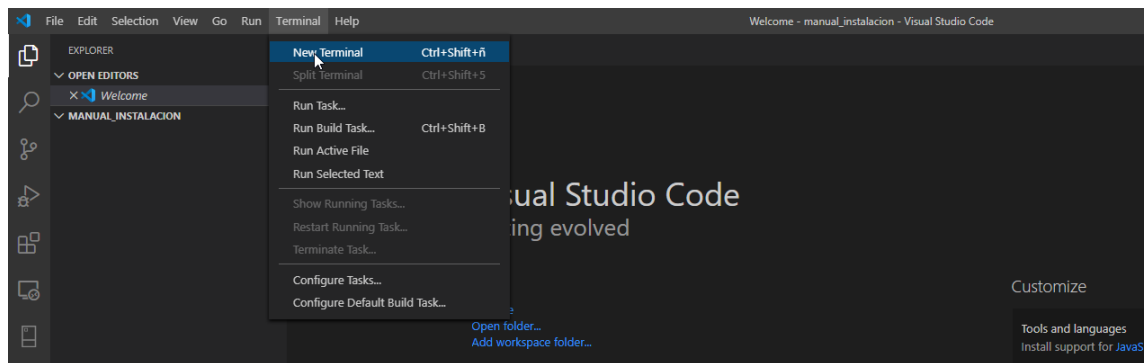 File Edit Selection View Go Run Terminal Help
Welcome - manual_instalacion - Visual Studio Code
EXPLORER
OPEN EDITORS
Welcome
MANUAL_INSTALACION
New Terminal Ctrl+Shift+ñ
Split Terminal Ctrl+Shift+5
Run Task...
Run Build Task... Ctrl+Shift+B
Run Active File
Run Selected Text
Show Running Tasks...
Restart Running Task...
Terminate Task...
Configure Tasks...
Configure Default Build Task...
sual Studio Code
ing evolved
Open folder...
Add workspace folder...
Customize
Tools and languages
Install support for JavaS